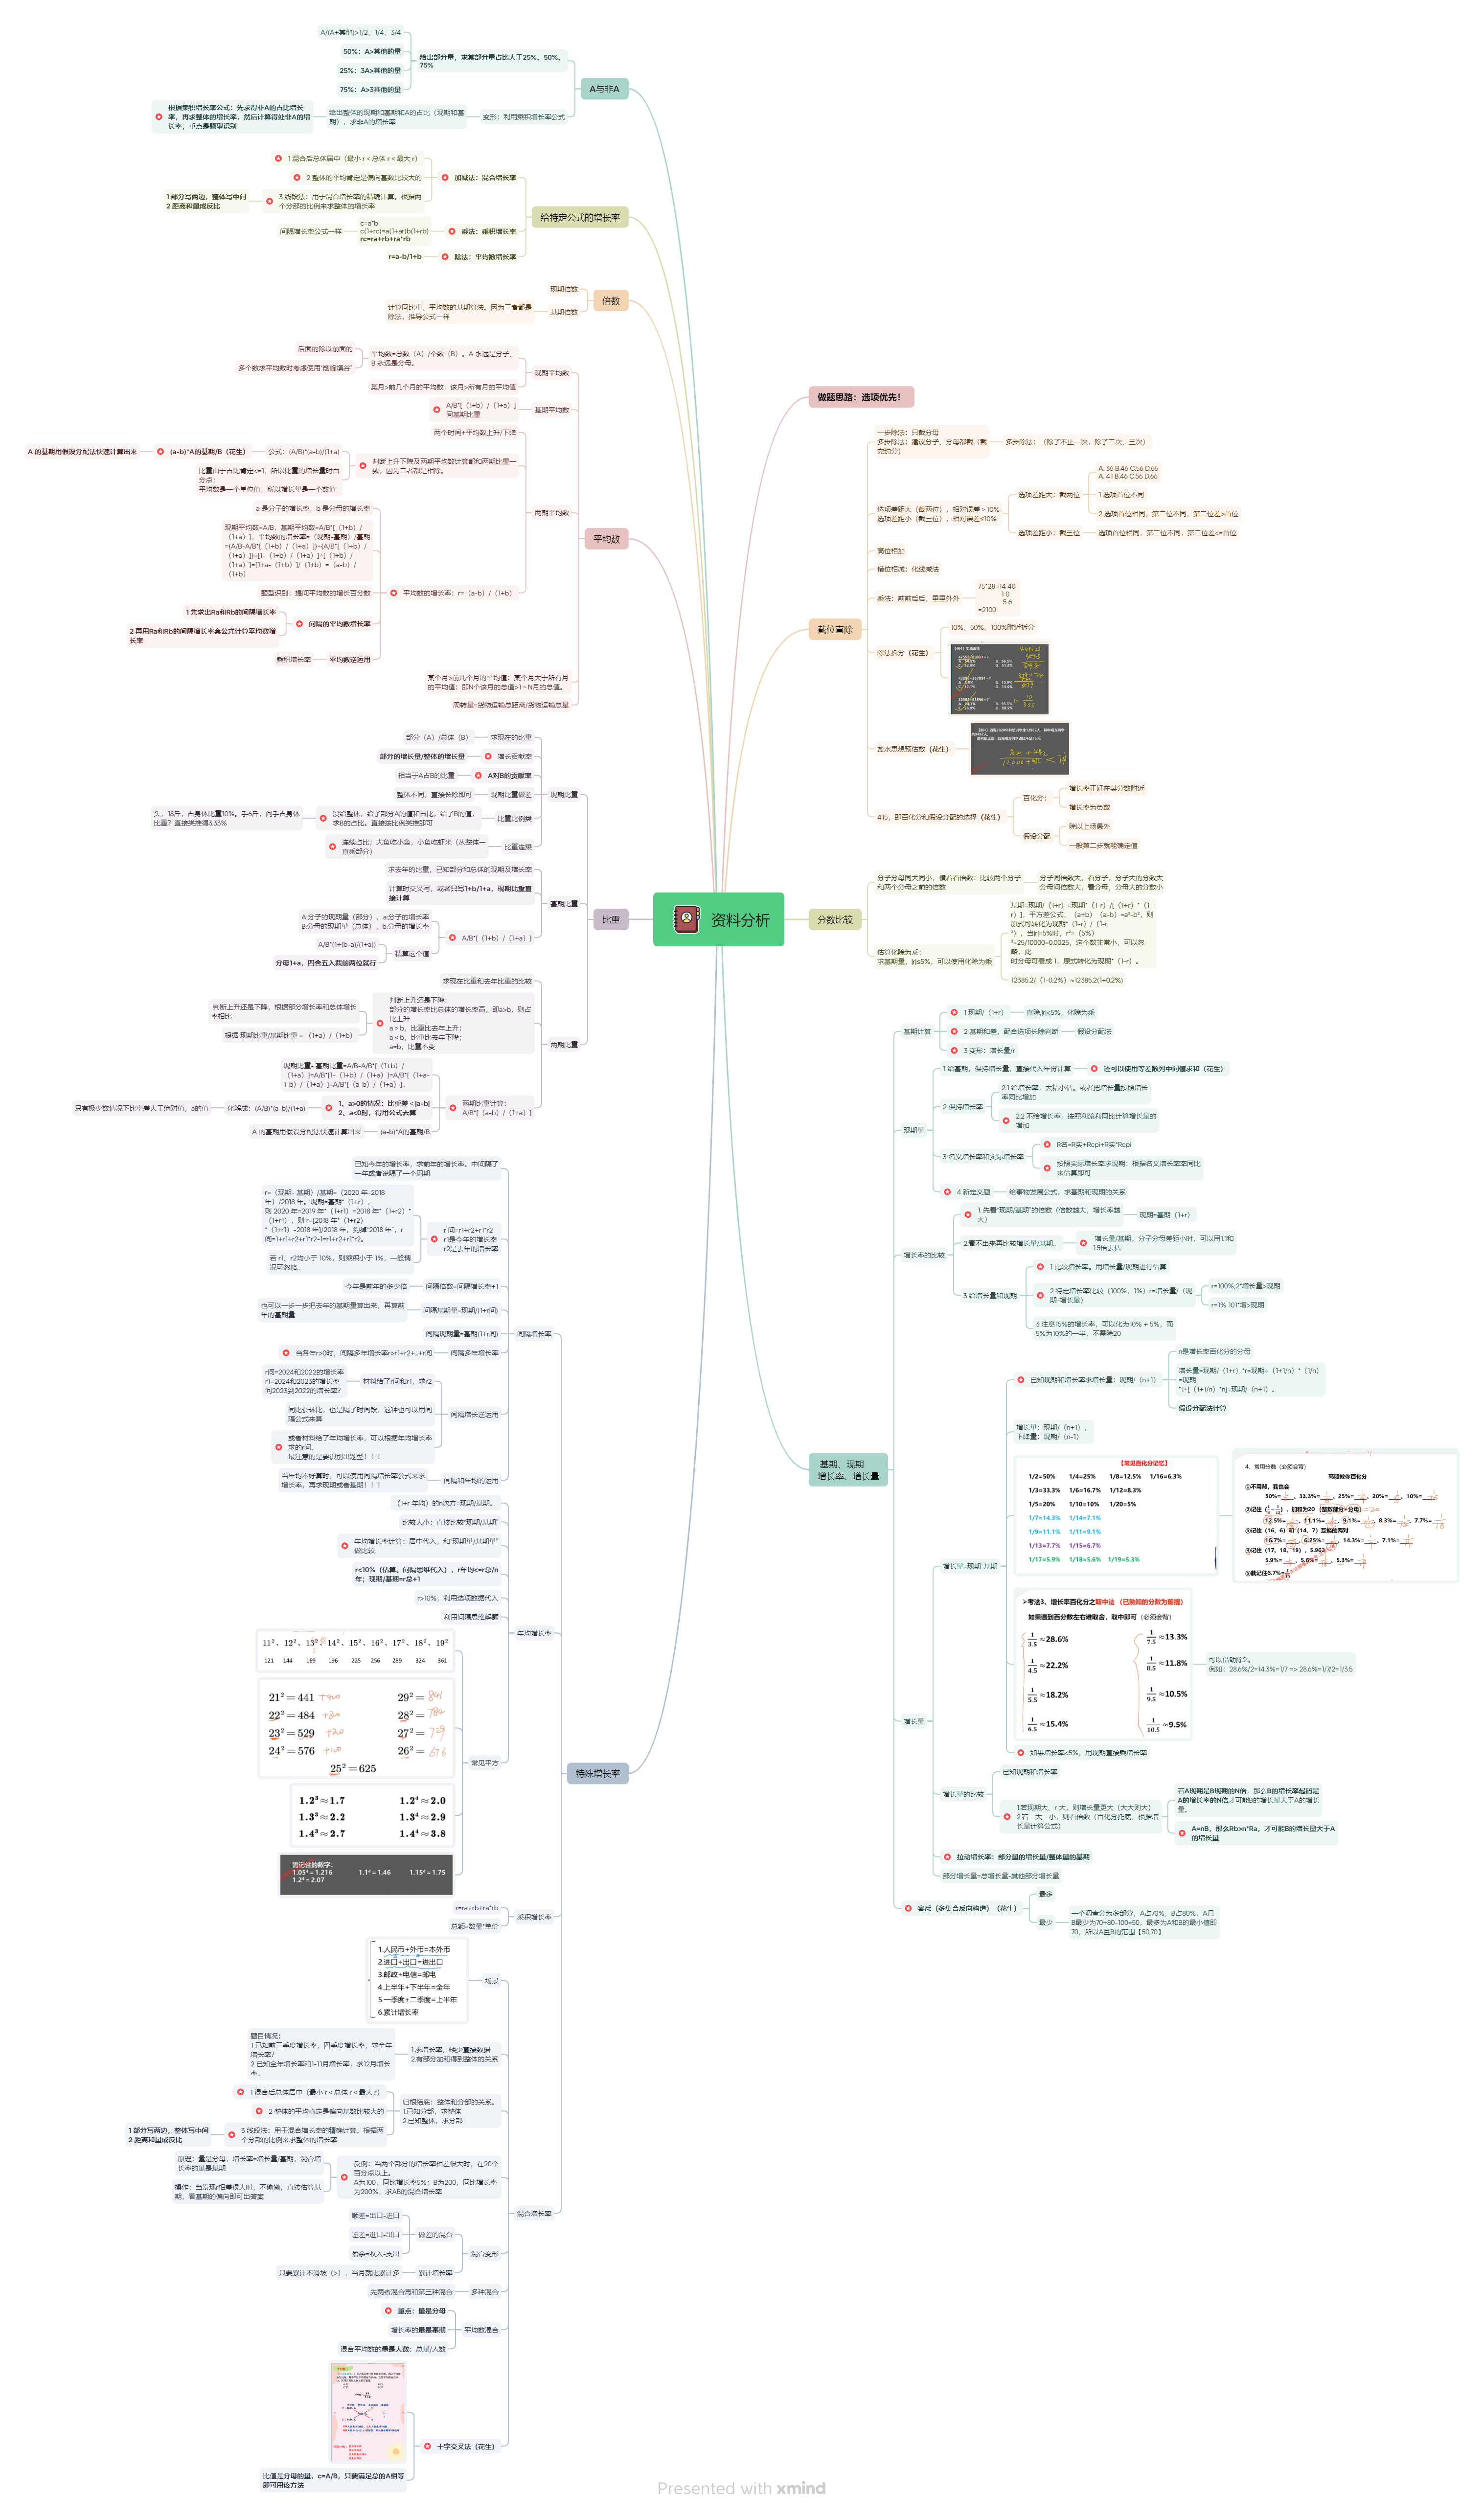 资料分析
A与非A
给出部分量，求某部分量占比大于25%、50%、
75%
A/(A+其他)>1/2、1/4、3/4
50%：A>其他的量
25%：3A>其他的量
75%：A>3其他的量
变形：利用乘积增长率公式
给出整体的现期和基期和A的占比（现期和基
期），求非A的增长率
根据乘积增长率公式：先求得非A的占比增长
率，再求整体的增长率，然后计算得处非A的增
长率，重点是题型识别
给特定公式的增长率
加减法：混合增长率
1 混合后总体居中（最小 r < 总体 r < 最大 r）
2 整体的平均肯定是偏向基数比较大的
3 线段法：用于混合增长率的精确计算。根据两
个分部的比例来求整体的增长率
1 部分写两边，整体写中间
2 距离和量成反比
乘法：乘积增长率
c=a*b
c(1+rc)=a(1+ar)b(1+rb)
rc=ra+rb+ra*rb
间隔增长率公式一样
除法：平均数增长率
r=a-b/1+b
倍数
现期倍数
基期倍数
计算同比重、平均数的基期算法。因为三者都是
除法，推导公式一样
平均数
现期平均数
平均数=总数（A）/个数（B）。A 永远是分子、
B 永远是分母。
后面的除以前面的
多个数求平均数时考虑使用“削峰填谷”
某月>前几个月的平均数，该月>所有月的平均值
基期平均数
A/B*[（1+b）/（1+a）]
同基期比重
两期平均数
两个时间+平均数上升/下降
判断上升下降及两期平均数计算都和两期比重一
致，因为二者都是相除。
公式：(A/B)*(a-b)/(1+a)
(a-b)*A的基期/B（花生）
A 的基期用假设分配法快速计算出来
比重由于占比肯定<=1，所以比重的增长量时百
分点；
平均数是一个单位值，所以增长量是一个数值
平均数的增长率：r=（a-b）/（1+b）
a 是分子的增长率，b 是分母的增长率
现期平均数=A/B，基期平均数=A/B*[（1+b）/
（1+a）]，平均数的增长率=（现期-基期）/基期
={A/B-A/B*[（1+b）/（1+a）]}÷{A/B*[（1+b）/
（1+a）]}={1-（1+b）/（1+a）}÷[（1+b）/
（1+a）]=[1+a-（1+b）]/（1+b）=（a-b）/
（1+b）
题型识别：提问平均数的增长百分数
间隔的平均数增长率
1 先求出Ra和Rb的间隔增长率
2 再用Ra和Rb的间隔增长率套公式计算平均数增
长率
平均数逆运用
乘积增长率
某个月>前几个月的平均值：某个月大于所有月
的平均值：即N个该月的总值>1～N月的总值。
周转量=货物运输总距离/货物运输总量
比重
现期比重
求现在的比重
部分（A）/总体（B）
增长贡献率
部分的增长量/整体的增长量
A对B的贡献率
相当于A占B的比重
现期比重做差
整体不同，直接长除即可
比重比例类
没给整体，给了部分A的值和占比，给了B的值，
求B的占比。直接按比例类推即可
头，18斤，占身体比重10%。手6斤，问手占身体
比重？直接类推得3.33%
比重连乘
连续占比：大鱼吃小鱼，小鱼吃虾米（从整体一
直乘部分）
基期比重
求去年的比重，已知部分和总体的现期及增长率
计算时交叉写，或者只写1+b/1+a，现期比重直
接计算
A/B*[（1+b）/（1+a）]
A:分子的现期量（部分），a:分子的增长率
B:分母的现期量（总体），b:分母的增长率
精算这个值
A/B*(1+(b-a)/(1+a))
分母1+a，四舍五入截前两位就行
两期比重
求现在比重和去年比重的比较
判断上升还是下降：
部分的增长率比总体的增长率高，即a>b，则占
比上升
a > b，比重比去年上升；
a < b，比重比去年下降；
a=b，比重不变
判断上升还是下降，根据部分增长率和总体增长
率相比
根据 现期比重/基期比重 = （1+a）/（1+b）
两期比重计算：
A/B*[（a-b）/（1+a）]
现期比重- 基期比重=A/B-A/B*[（1+b）/
（1+a）]=A/B*[1-（1+b）/（1+a）]=A/B*[（1+a-
1-b）/（1+a）]=A/B*[（a-b）/（1+a）]。
1、a>0的情况：比重差＜|a-b|
2、a<0时，得用公式去算
化解成：(A/B)*(a-b)/(1+a)
只有极少数情况下比重差大于绝对值，a的值
(a-b)*A的基期/B
A 的基期用假设分配法快速计算出来
特殊增长率
间隔增长率
已知今年的增长率，求前年的增长率。中间隔了
一年或者说隔了一个周期
r 间=r1+r2+r1*r2
r1是今年的增长率
r2是去年的增长率
r=（现期- 基期）/基期=（2020 年-2018
年）/2018 年。现期=基期*（1+r），
则 2020 年=2019 年*（1+r1）=2018 年*（1+r2）*
（1+r1），则 r=[2018 年*（1+r2）
*（1+r1）-2018 年]/2018 年，约掉“2018 年”，r
间=1+r1+r2+r1*r2-1=r1+r2+r1*r2。
若 r1、r2均小于 10%，则乘积小于 1%，一般情
况可忽略。
间隔倍数=间隔增长率+1
今年是前年的多少倍
间隔基期量=现期/(1+r间)
也可以一步一步把去年的基期量算出来，再算前
年的基期量
间隔现期量=基期(1+r间)
间隔多年增长率
当各年r>0时，间隔多年增长率r>r1+r2+...+r间
间隔增长逆运用
材料给了r间和r1，求r2
r间=2024和2022的增长率
r1=2024和2023的增长率
问2023到2022的增长率?
同比套环比，也是隔了时间段，这种也可以用间
隔公式来算
或者材料给了年均增长率，可以根据年均增长率
求的r间。
最注意的是要识别出题型！！！
间隔和年均的运用
当年均不好算时，可以使用间隔增长率公式来求
增长率，再求现期或者基期！！！
年均增长率
（1+r 年均）的n次方=现期/基期。
比较大小：直接比较“现期/基期”
年均增长率计算：居中代入，和“现期量/基期量”
做比较
r<10%（估算、间隔思维代入），r年均<=r总/n
年；现期/基期=r总+1
r>10%，利用选项数据代入
利用间隔思维解题
常见平方
11²、12²、13²、14²、15²、16²、17²、18²、19²
121 144 169 196 225 256 289 324 361
21²＝441 +400 29²＝841
22²＝484 +300 28²＝784
23²＝529 +200 27²＝729
24²＝576 +100 26²＝676
25²＝625
1.2³≈1.7 1.2⁴≈2.0
1.3³≈2.2 1.3⁴≈2.9
1.4³≈2.7 1.4⁴≈3.8
需记住的数字：
1.05⁴=1.216 1.1⁴=1.46 1.15⁴=1.75
1.2⁴=2.07
乘积增长率
r=ra+rb+ra*rb
总额=数量*单价
混合增长率
场景
1.人民币+外币=本外币
2.进口+出口=进出口
3.邮政+电信=邮电
4.上半年+下半年=全年
5.一季度+二季度=上半年
6.累计增长率
1.求增长率，缺少直接数据
2.有部分加和得到整体的关系
题目情况：
1 已知前三季度增长率，四季度增长率，求全年
增长率？
2 已知全年增长率和1-11月增长率，求12月增长
率。
归根结底：整体和分部的关系。
1.已知分部，求整体
2.已知整体，求分部
1 混合后总体居中（最小 r < 总体 r < 最大 r）
2 整体的平均肯定是偏向基数比较大的
3 线段法：用于混合增长率的精确计算。根据两
个分部的比例来求整体的增长率
1 部分写两边，整体写中间
2 距离和量成反比
反例：当两个部分的增长率相差很大时，在20个
百分点以上。
A为100，同比增长率5%；B为200，同比增长率
为200%，求AB的混合增长率
原理：量是分母，增长率=增长量/基期，混合增
长率的量是基期
操作：当发现r相差很大时，不偷懒，直接估算基
期，看基期的偏向即可出答案
混合变形
做差的混合
顺差=出口-进口
逆差=进口-出口
盈余=收入-支出
累计增长率
只要累计不滑坡（>），当月就比累计多
多种混合
先两者混合再和第三种混合
平均数混合
重点：量是分母
增长率的量是基期
混合平均数的量是人数：总量/人数
十字交叉法（花生）
比值是分母的量，c=A/B，只要满足总的A相等
即可用该方法
做题思路：选项优先！
截位直除
一步除法：只截分母
多步除法：建议分子、分母都截（截
完约分）
多步除法：（除了不止一次，除了二次、三次）
选项差距大（截两位），相对误差 > 10%
选项差距小（截三位），相对误差≤10%
选项差距大：截两位
A. 36 B.46 C.56 D.66
A. 41 B.46 C.56 D.66
1 选项首位不同
2 选项首位相同，第二位不同，第二位差>首位
选项差距小：截三位
选项首位相同，第二位不同，第二位差<=首位
高位相加
错位相减：化线减法
乘法：前前后后，里里外外
75*28=14 40
1 0
5 6
=2100
除法拆分（花生）
10%、50%、100%附近拆分
盐水思想预估数（花生）
415，即百化分和假设分配的选择（花生）
百化分：
增长率正好在某分数附近
增长率为负数
假设分配
除以上场景外
一般第二步就能确定值
分数比较
分子分母同大同小，横着看倍数：比较两个分子
和两个分母之前的倍数
分子间倍数大，看分子，分子大的分数大
分母间倍数大，看分母，分母大的分数小
估算化除为乘：
求基期量，|r|≤5%，可以使用化除为乘
基期=现期/（1+r）=现期*（1-r）/[（1+r）*（1-
r）]，平方差公式，（a+b）（a-b）=a²-b²，则
原式可转化为现期*（1-r）/（1-r
²），当|r|=5%时，r²=（5%）
²=25/10000=0.0025，这个数非常小，可以忽
略，此
时分母可看成 1，原式转化为现期*（1-r）。
12385.2/（1-0.2%）≈12385.2(1+0.2%)
基期、现期
增长率、增长量
基期计算
1 现期/（1+r）
直除,|r|<5%，化除为乘
2 基期和差，配合选项长除判断
假设分配法
3 变形：增长量/r
现期量
1 给基期，保持增长量，直接代入年份计算
还可以使用等差数列中间值求和（花生）
2 保持增长率
2.1 给增长率，大精小估。或者把增长量按照增长
率同比增加
2.2 不给增长率，按照利滚利同比计算增长量的
增加
3 名义增长率和实际增长率
R名=R实+Rcpi+R实*Rcpi
按照实际增长率求现期：根据名义增长率率同比
来估算即可
4 新定义题
给事物发展公式，求基期和现期的关系
增长率的比较
1. 先看“现期/基期”的倍数（倍数越大，增长率越
大）
现期=基期（1+r）
2.看不出来再比较增长量/基期。
增长量/基期，分子分母差距小时，可以用1.1和
1.5倍去估
3 给增长量和现期
1 比较增长率。用增长量/现期进行估算
2 特定增长率比较（100%，1%）r=增长量/（现
期-增长量）
r=100%;2*增长量>现期
r=1% 101*增>现期
3 注意15%的增长率，可以化为10% + 5%，而
5%为10%的一半，不需除20
增长量
增长量=现期-基期
已知现期和增长率求增长量：现期/（n+1）
n是增长率百化分的分母
增长量=现期/（1+r）*r=现期÷（1+1/n）*（1/n）
=现期
*1÷[（1+1/n）*n]=现期/（n+1）。
假设分配法计算
增长量：现期/（n+1），
下降量：现期/（n-1）
【常见百化分记忆】
1/2=50% 1/4=25% 1/8=12.5% 1/16=6.3%
1/3=33.3% 1/6=16.7% 1/12=8.3%
1/5=20% 1/10=10% 1/20=5%
1/7=14.3% 1/14=7.1%
1/9=11.1% 1/11=9.1%
1/13=7.7% 1/15=6.7%
1/17=5.9% 1/18=5.6% 1/19=5.3%
4、常用分数（必须会背）
高照教你百化分
①不用背，我也会
50%=、33.3%=、25%=、20%=、10%=
②记住，加和为20（整数部分+分母）
12.5%=、11.1%=、9.1%=、8.3%=、7.7%=
③记住（16，6）和（14，7）互换的两对
16.7%=、6.25%=、14.3%=、7.1%=
④记住（17，18，19），5.963
5.9%=、5.6%=、5.3%=
⑤就记住6.7%=
➢考法3、增长率百化分之取中法 （已熟知的分数为前提）
如果遇到百分数左右难取舍，取中即可（必须会背）
1/3.5≈28.6% 1/7.5≈13.3%
1/4.5≈22.2% 1/8.5≈11.8%
1/5.5≈18.2% 1/9.5≈10.5%
1/6.5≈15.4% 1/10.5≈9.5%
可以借助除2。
例如：28.6%/2=14.3%=1/7 => 28.6%=1/7/2=1/3.5
如果增长率<5%，用现期直接乘增长率
增长量的比较
已知现期和增长率
1.若现期大、r 大，则增长量更大（大大则大）
2.若一大一小，则看倍数（百化分托底，根据增
长量计算公式）
若A现期是B现期的N倍，那么B的增长率起码是
A的增长率的N倍才可能B的增长量大于A的增长
量。
A=nB，那么Rb>n*Ra，才可能B的增长量大于A
的增长量
拉动增长率：部分量的增长量/整体量的基期
部分增长量=总增长量-其他部分增长量
容斥（多集合反向构造）（花生）
最多
最少
一个调查分为多部分，A占70%，B占80%，A且
B最少为70+80-100=50，最多为A和B的最小值即
70，所以A且B的范围【50,70】
Presented with xmind